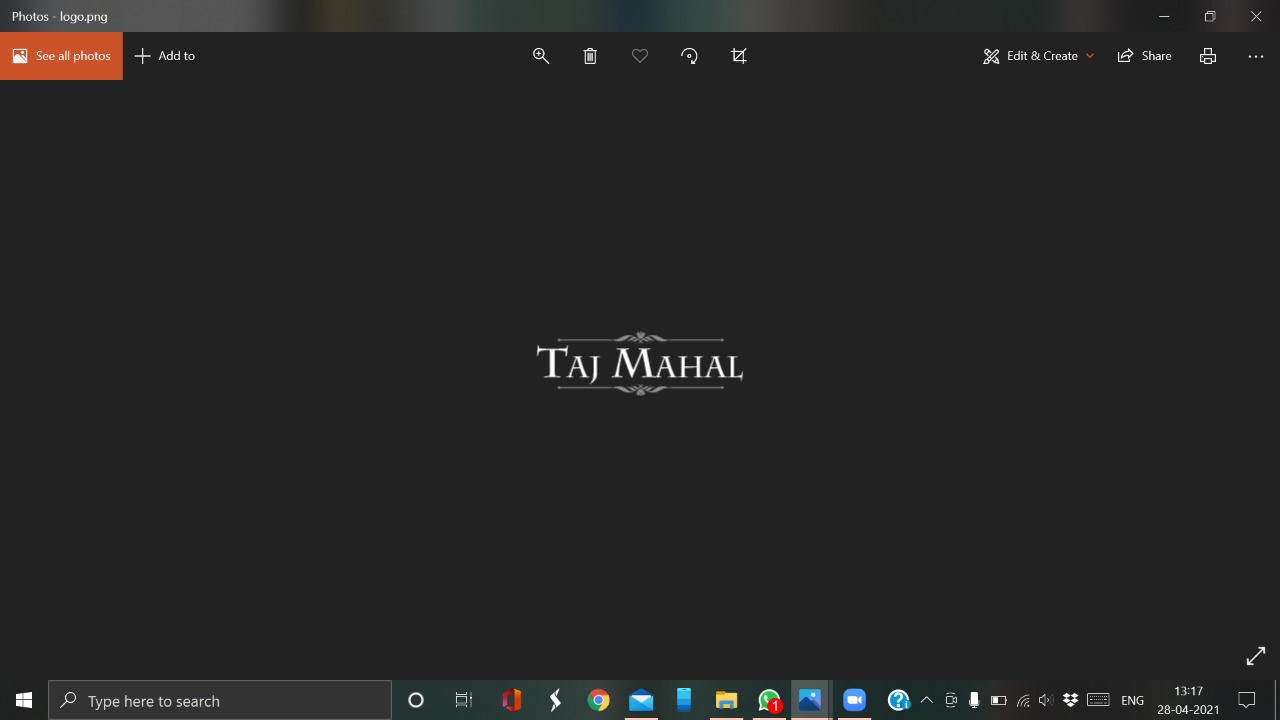 Photos - logo.png
See all photos
Add to
Edit & Create
Share
TAJ MAHAL
Type here to search
1
ENG
13:17
28-04-2021